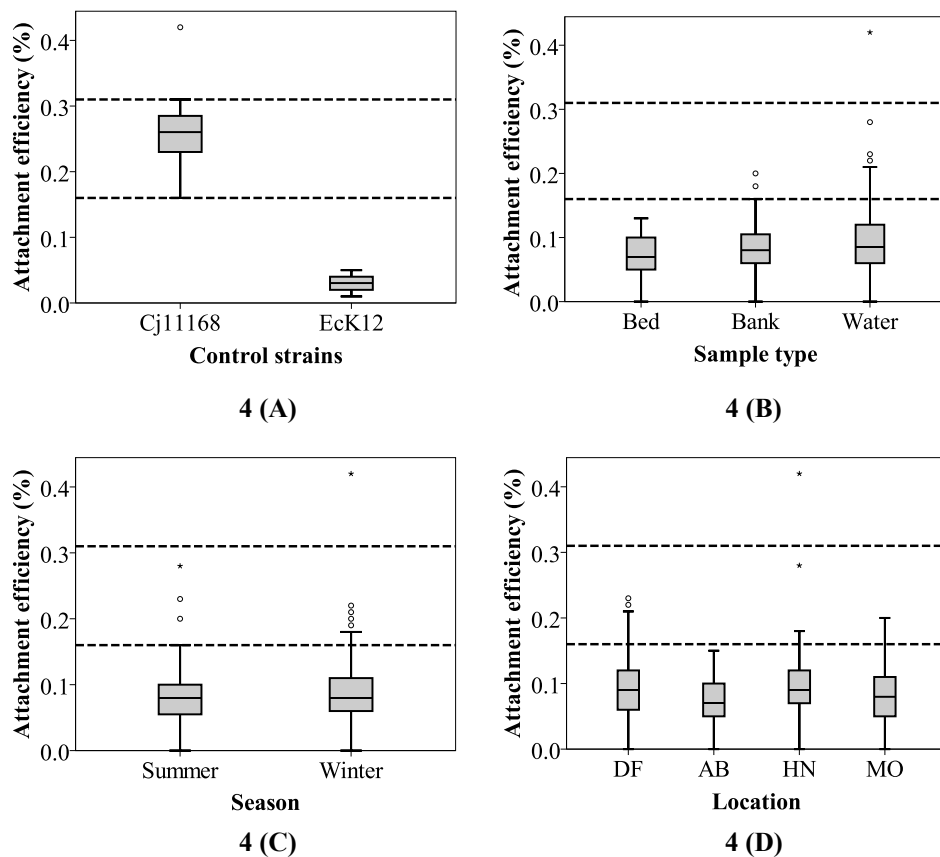 Attachment efficiency (%)
0.4
0.3
0.2
0.1
0.0
Cj11168 EcK12
Control strains
4 (A)
Attachment efficiency (%)
0.4
0.3
0.2
0.1
0.0
Bed Bank Water
Sample type
4 (B)
Attachment efficiency (%)
0.4
0.3
0.2
0.1
0.0
Summer Winter
Season
4 (C)
Attachment efficiency (%)
0.4
0.3
0.2
0.1
0.0
DF AB HN MO
Location
4 (D)